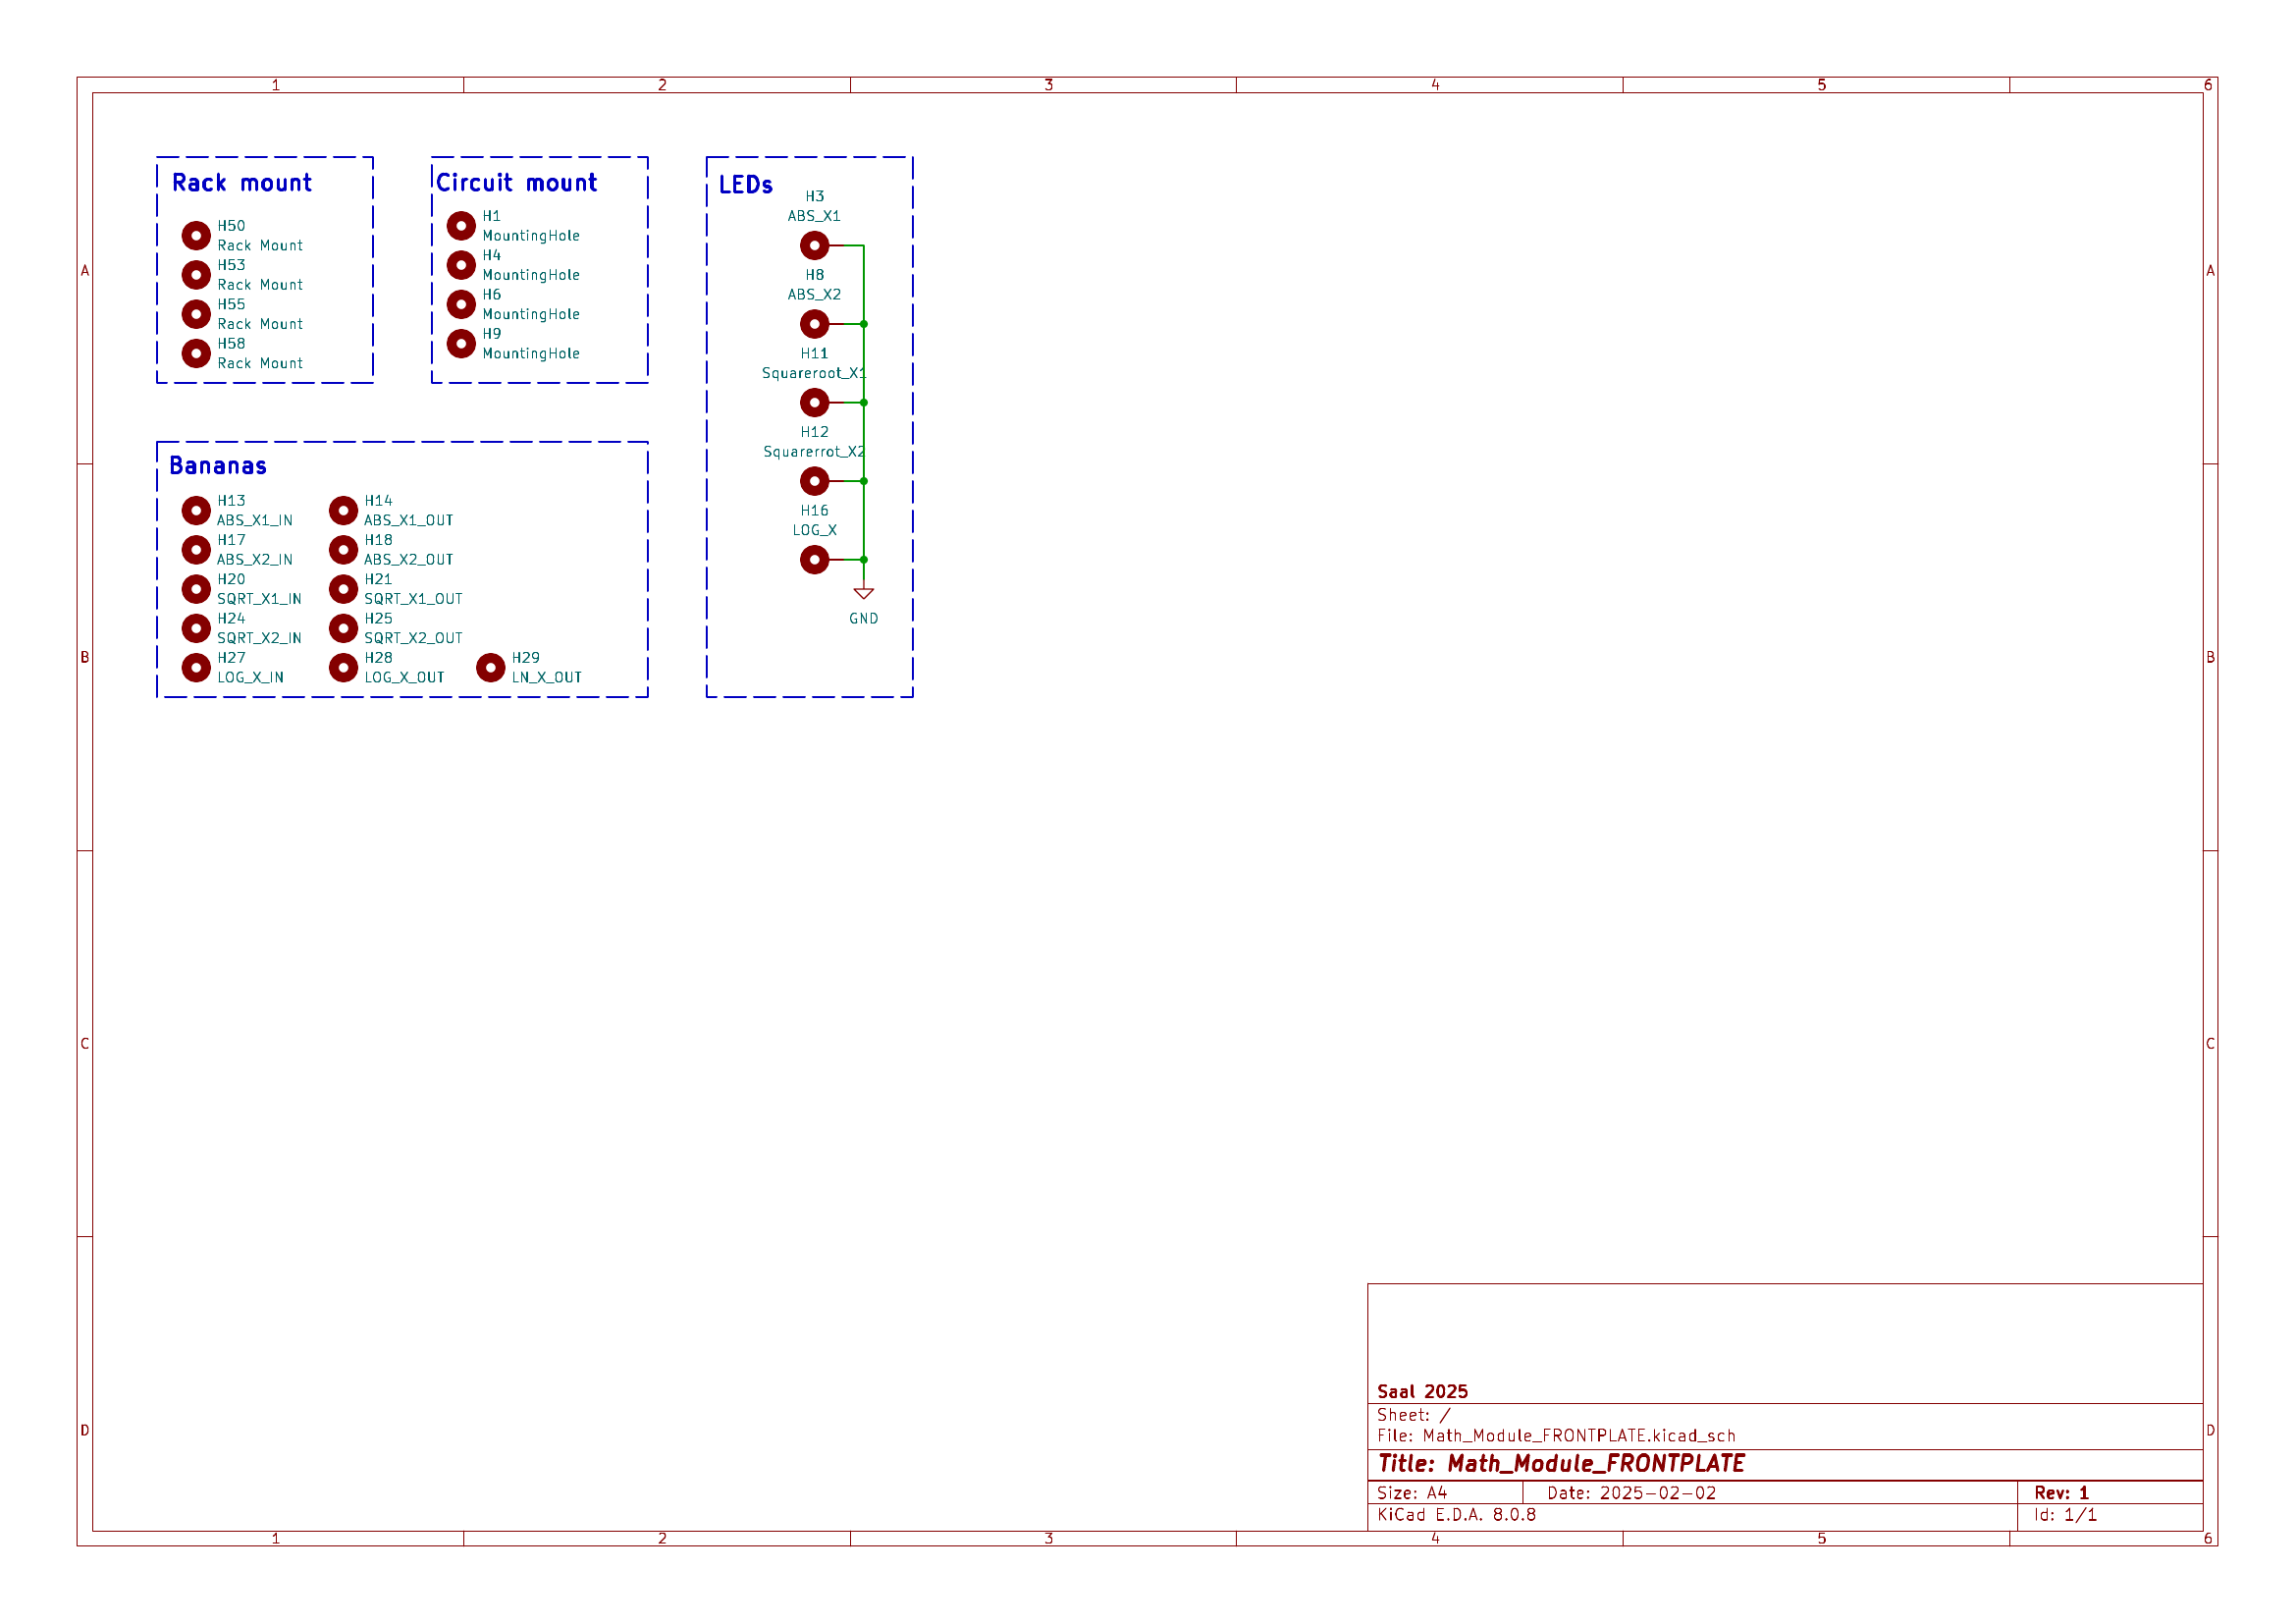 1 2 3 4 5 6
A
B
C
D
A
B
C
D
Rack mount
H50
Rack Mount
H53
Rack Mount
H55
Rack Mount
H58
Rack Mount
Circuit mount
H1
MountingHole
H4
MountingHole
H6
MountingHole
H9
MountingHole
LEDs
H3
ABS_X1
H8
ABS_X2
H11
Squareroot_X1
H12
Squarerrot_X2
H16
LOG_X
GND
Bananas
H13
ABS_X1_IN
H14
ABS_X1_OUT
H17
ABS_X2_IN
H18
ABS_X2_OUT
H20
SQRT_X1_IN
H21
SQRT_X1_OUT
H24
SQRT_X2_IN
H25
SQRT_X2_OUT
H27
LOG_X_IN
H28
LOG_X_OUT
H29
LN_X_OUT
Saal 2025
Sheet: /
File: Math_Module_FRONTPLATE.kicad_sch
Title: Math_Module_FRONTPLATE
Size: A4 Date: 2025-02-02 Rev: 1
KiCad E.D.A. 8.0.8 Id: 1/1
1 2 3 4 5 6